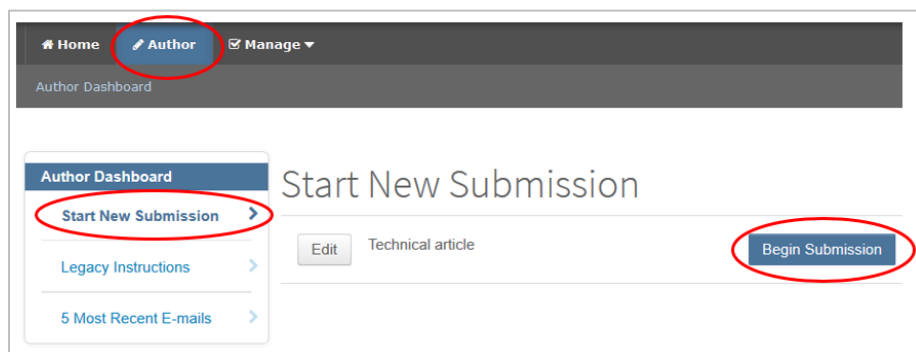 Home Author Manage
Author Dashboard
Author Dashboard
Start New Submission
Legacy Instructions
5 Most Recent E-mails
Start New Submission
Edit Technical article Begin Submission